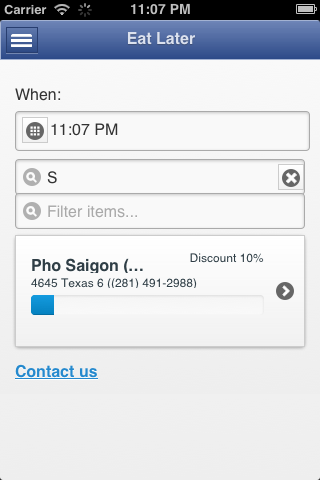 Carrier 11:07 PM
Eat Later
When:
11:07 PM
S
Filter items...
Discount 10%
Pho Saigon (...
4645 Texas 6 ((281) 491-2988)
Contact us